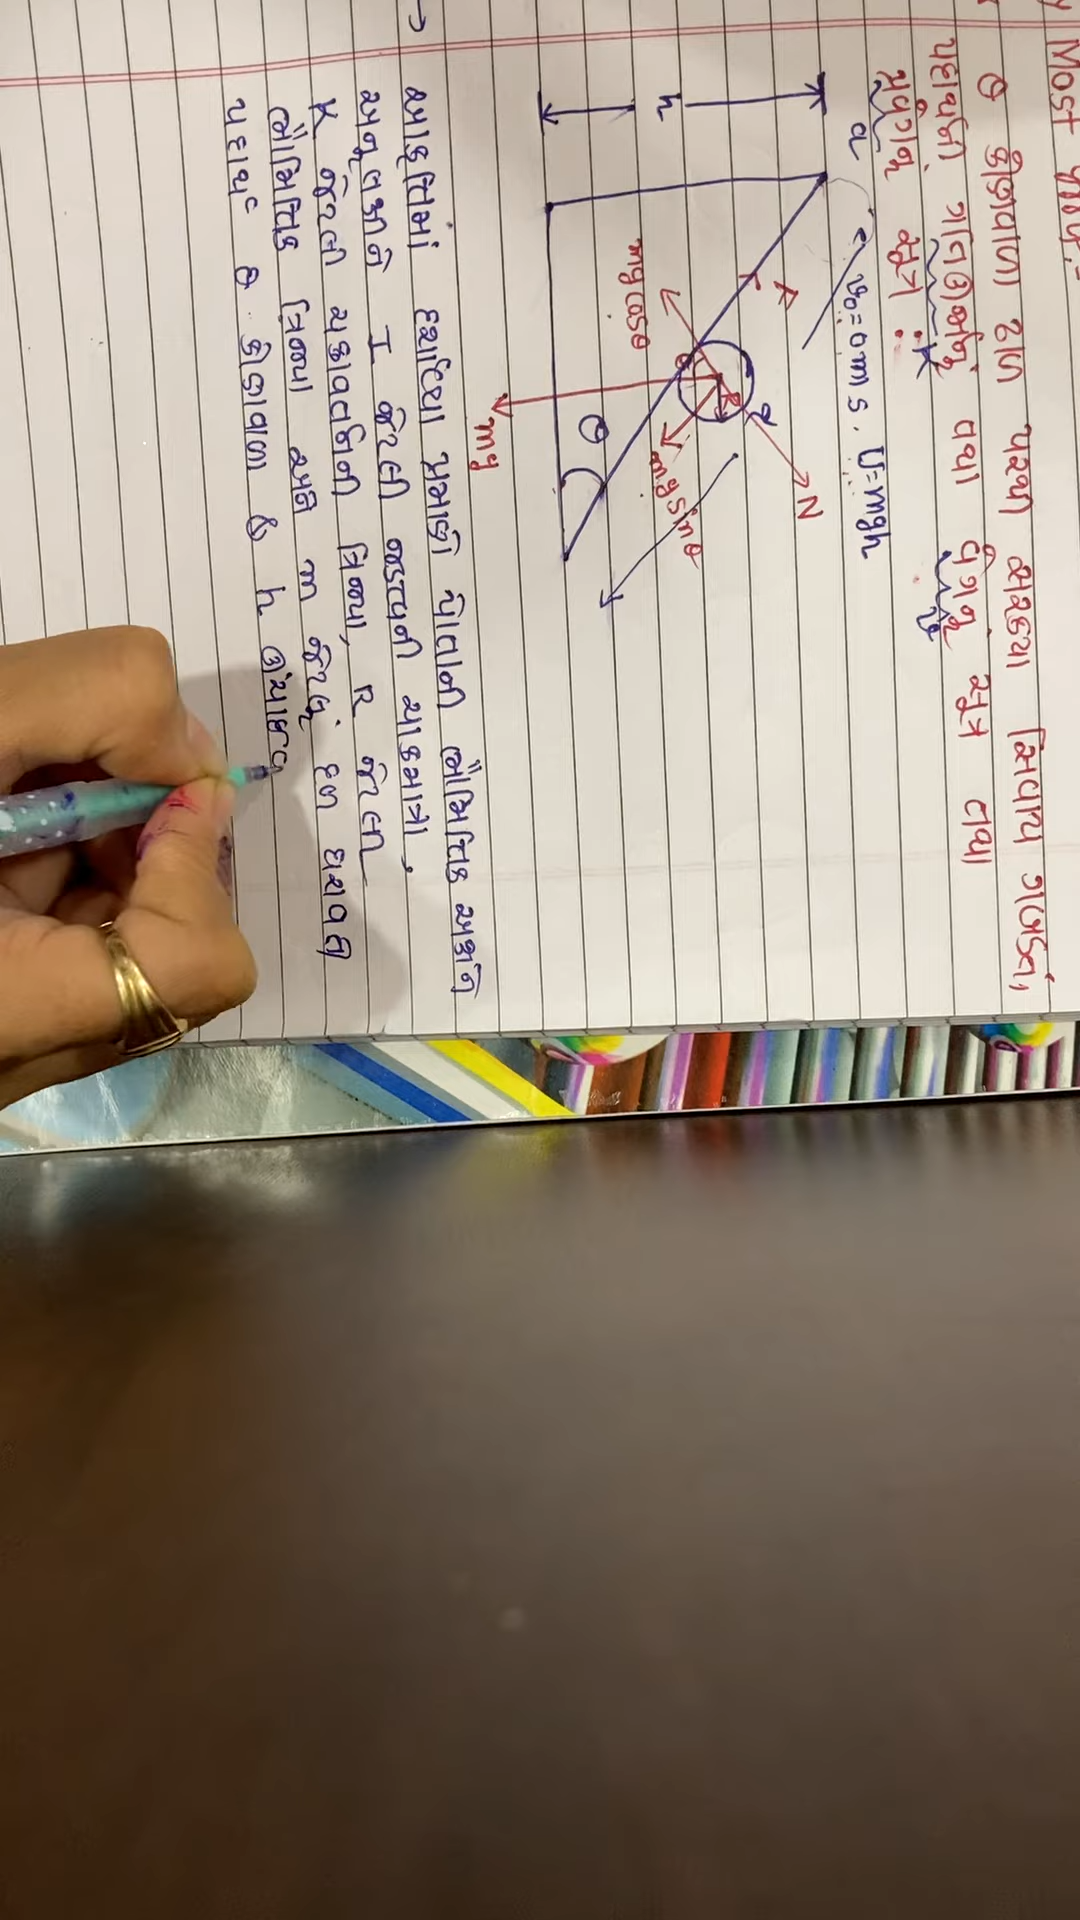 Most
θ કોણવાળા ઢાળ પરથી સરક્યા સિવાય ગબડતાં,
પદાર્થની ગતિઊર્જાનું તથા વેગનું સૂત્ર તથા
K v
પ્રવેગનું સૂત્ર :-
a
v₀=0 m s. U=mgh
h
N
R
mg sinθ
mg cosθ
θ
mg
→ આકૃતિમાં દર્શાવ્યા પ્રમાણે પોતાની ભૌમિતિક અક્ષને
અનુલક્ષીને I જેટલી જડત્વની ચાકમાત્રા,
K જેટલી ચક્રાવર્તનની ત્રિજ્યા, R જેટલી
ભૌમિતિક ત્રિજ્યા અને m જેટલું દળ ધરાવતો
પદાર્થ θ કોણવાળા & h ઊંચાઈ